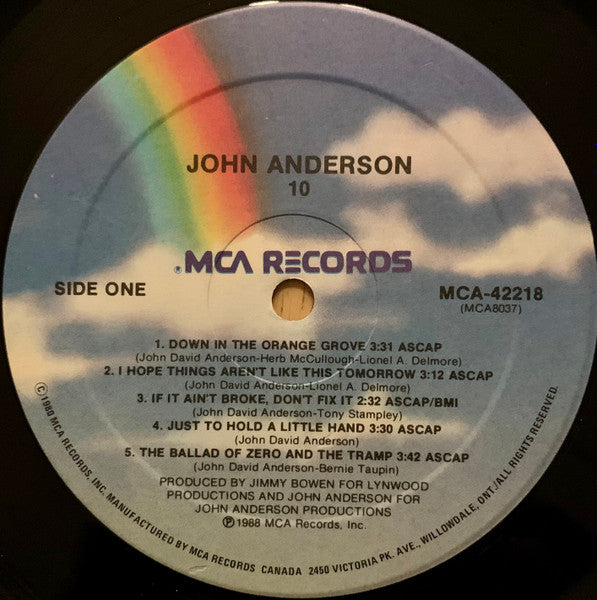 JOHN ANDERSON
10
®MCA RECORDS
SIDE ONE
MCA-42218
(MCA8037)
1. DOWN IN THE ORANGE GROVE 3:31 ASCAP
(John David Anderson-Herb McCullough-Lionel A. Delmore)
2. I HOPE THINGS AREN'T LIKE THIS TOMORROW 3:12 ASCAP
(John David Anderson-Lionel A. Delmore)
3. IF IT AIN'T BROKE, DON'T FIX IT 2:32 ASCAP/BMI
(John David Anderson-Tony Stampley)
4. JUST TO HOLD A LITTLE HAND 3:30 ASCAP
(John David Anderson)
5. THE BALLAD OF ZERO AND THE TRAMP 3:42 ASCAP
(John David Anderson-Bernie Taupin)
PRODUCED BY JIMMY BOWEN FOR LYNWOOD
PRODUCTIONS AND JOHN ANDERSON FOR
JOHN ANDERSON PRODUCTIONS
Ⓟ1988 MCA Records, Inc.
©1988 MCA RECORDS, INC. MANUFACTURED BY MCA RECORDS CANADA 2450 VICTORIA PK. AVE., WILLOWDALE, ONT./ALL RIGHTS RESERVED.